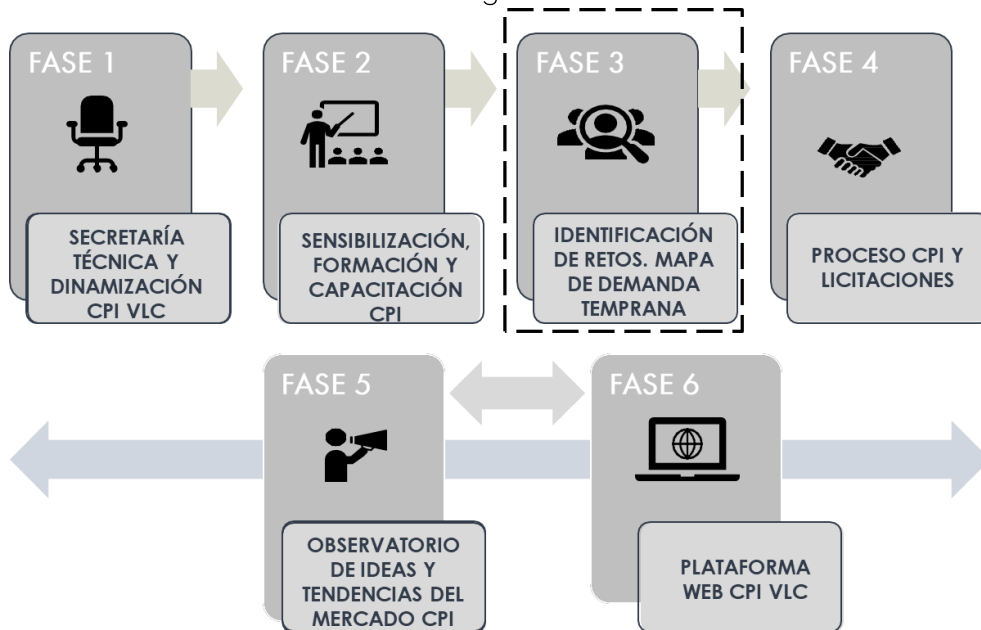 FASE 1
SECRETARÍA
TÉCNICA Y
DINAMIZACIÓN
CPI VLC
FASE 2
SENSIBILIZACIÓN,
FORMACIÓN Y
CAPACITACIÓN
CPI
FASE 3
IDENTIFICACIÓN
DE RETOS. MAPA
DE DEMANDA
TEMPRANA
FASE 4
PROCESO CPI Y
LICITACIONES
FASE 5
OBSERVATORIO
DE IDEAS Y
TENDENCIAS DEL
MERCADO CPI
FASE 6
PLATAFORMA
WEB CPI VLC